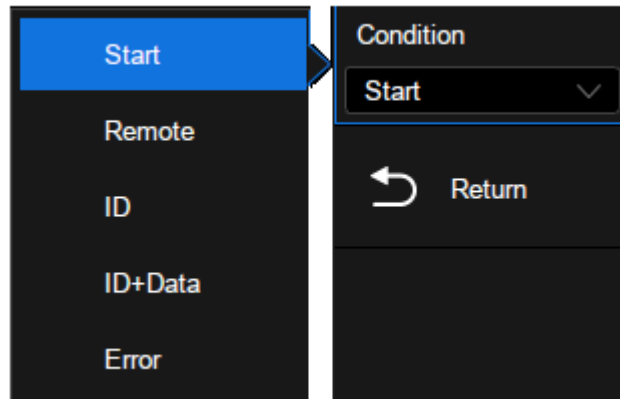 Start
Remote
ID
ID+Data
Error
Condition
Start
Return